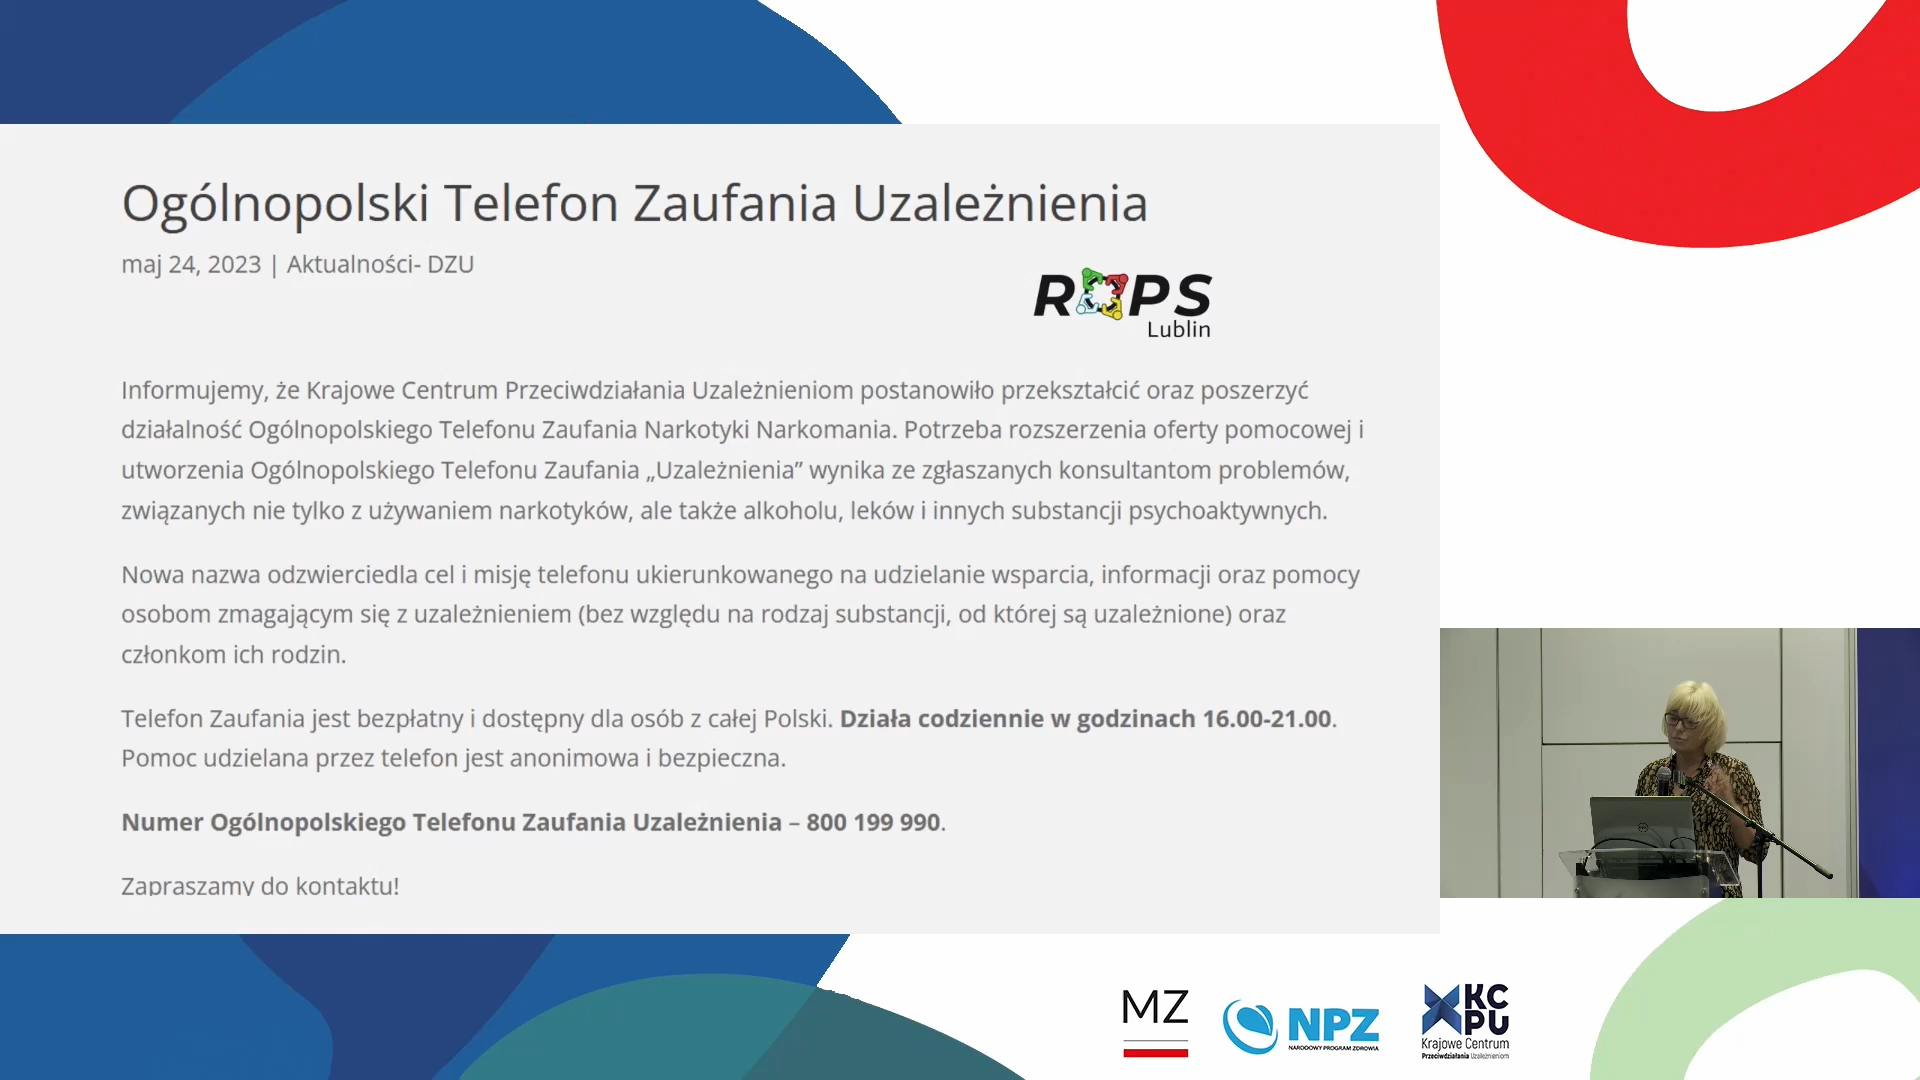 Ogólnopolski Telefon Zaufania Uzależnienia
maj 24, 2023 | Aktualności- DZU
ROPS
Lublin
Informujemy, że Krajowe Centrum Przeciwdziałania Uzależnieniom postanowiło przekształcić oraz poszerzyć
działalność Ogólnopolskiego Telefonu Zaufania Narkotyki Narkomania. Potrzeba rozszerzenia oferty pomocowej i
utworzenia Ogólnopolskiego Telefonu Zaufania „Uzależnienia” wynika ze zgłaszanych konsultantom problemów,
związanych nie tylko z używaniem narkotyków, ale także alkoholu, leków i innych substancji psychoaktywnych.
Nowa nazwa odzwierciedla cel i misję telefonu ukierunkowanego na udzielanie wsparcia, informacji oraz pomocy
osobom zmagającym się z uzależnieniem (bez względu na rodzaj substancji, od której są uzależnione) oraz
członkom ich rodzin.
Telefon Zaufania jest bezpłatny i dostępny dla osób z całej Polski. Działa codziennie w godzinach 16.00-21.00.
Pomoc udzielana przez telefon jest anonimowa i bezpieczna.
Numer Ogólnopolskiego Telefonu Zaufania Uzależnienia – 800 199 990.
Zapraszamy do kontaktu!
MZ
NPZ
NARODOWY PROGRAM ZDROWIA
KC
PU
Krajowe Centrum
Przeciwdziałania Uzależnieniom